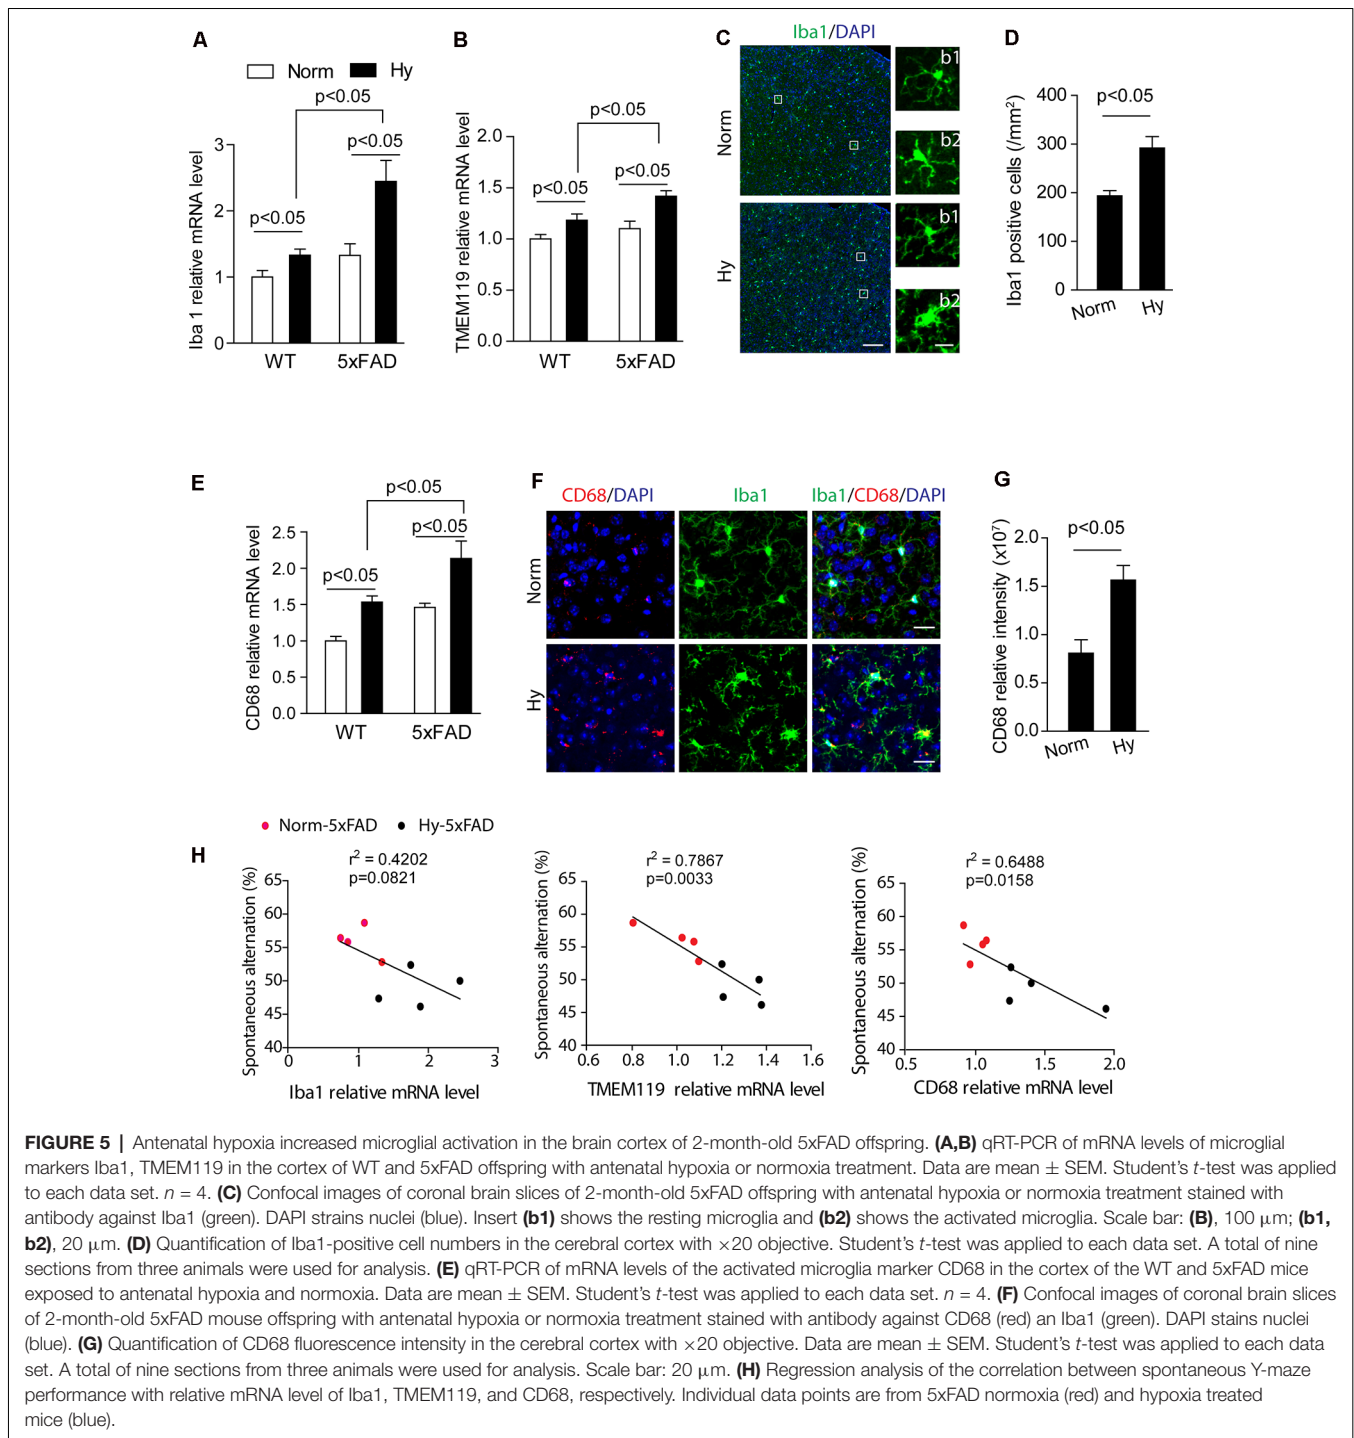 A
Norm
Hy
p<0.05
p<0.05
p<0.05
Iba 1 relative mRNA level
3
2
1
0
WT
5xFAD
B
p<0.05
p<0.05
p<0.05
TMEM119 relative mRNA level
2.0
1.5
1.0
0.5
0.0
WT
5xFAD
C
Iba1/DAPI
Norm
b1
b2
Hy
b1
b2
D
p<0.05
Iba1 positive cells (/mm²)
400
300
200
100
0
Norm
Hy
E
p<0.05
p<0.05
p<0.05
CD68 relative mRNA level
2.5
2.0
1.5
1.0
0.5
0.0
WT
5xFAD
F
CD68/DAPI
Iba1
Iba1/CD68/DAPI
Norm
Hy
G
p<0.05
CD68 relative intensity (x10⁷)
2.0
1.5
1.0
0.5
0.0
Norm
Hy
Norm-5xFAD
Hy-5xFAD
H
r² = 0.4202
p=0.0821
Spontaneous alternation (%)
65
60
55
50
45
40
0
1
2
3
Iba1 relative mRNA level
r² = 0.7867
p=0.0033
Spontaneous alternation (%)
65
60
55
50
45
40
0.6
0.8
1.0
1.2
1.4
1.6
TMEM119 relative mRNA level
r² = 0.6488
p=0.0158
Spontaneous alternation (%)
65
60
55
50
45
40
0.5
1.0
1.5
2.0
CD68 relative mRNA level
FIGURE 5 | Antenatal hypoxia increased microglial activation in the brain cortex of 2-month-old 5xFAD offspring. (A,B) qRT-PCR of mRNA levels of microglial
markers Iba1, TMEM119 in the cortex of WT and 5xFAD offspring with antenatal hypoxia or normoxia treatment. Data are mean ± SEM. Student's t-test was applied
to each data set. n = 4. (C) Confocal images of coronal brain slices of 2-month-old 5xFAD offspring with antenatal hypoxia or normoxia treatment stained with
antibody against Iba1 (green). DAPI strains nuclei (blue). Insert (b1) shows the resting microglia and (b2) shows the activated microglia. Scale bar: (B), 100 μm; (b1,
b2), 20 μm. (D) Quantification of Iba1-positive cell numbers in the cerebral cortex with ×20 objective. Student's t-test was applied to each data set. A total of nine
sections from three animals were used for analysis. (E) qRT-PCR of mRNA levels of the activated microglia marker CD68 in the cortex of the WT and 5xFAD mice
exposed to antenatal hypoxia and normoxia. Data are mean ± SEM. Student's t-test was applied to each data set. n = 4. (F) Confocal images of coronal brain slices
of 2-month-old 5xFAD mouse offspring with antenatal hypoxia or normoxia treatment stained with antibody against CD68 (red) an Iba1 (green). DAPI stains nuclei
(blue). (G) Quantification of CD68 fluorescence intensity in the cerebral cortex with ×20 objective. Data are mean ± SEM. Student's t-test was applied to each data
set. A total of nine sections from three animals were used for analysis. Scale bar: 20 μm. (H) Regression analysis of the correlation between spontaneous Y-maze
performance with relative mRNA level of Iba1, TMEM119, and CD68, respectively. Individual data points are from 5xFAD normoxia (red) and hypoxia treated
mice (blue).